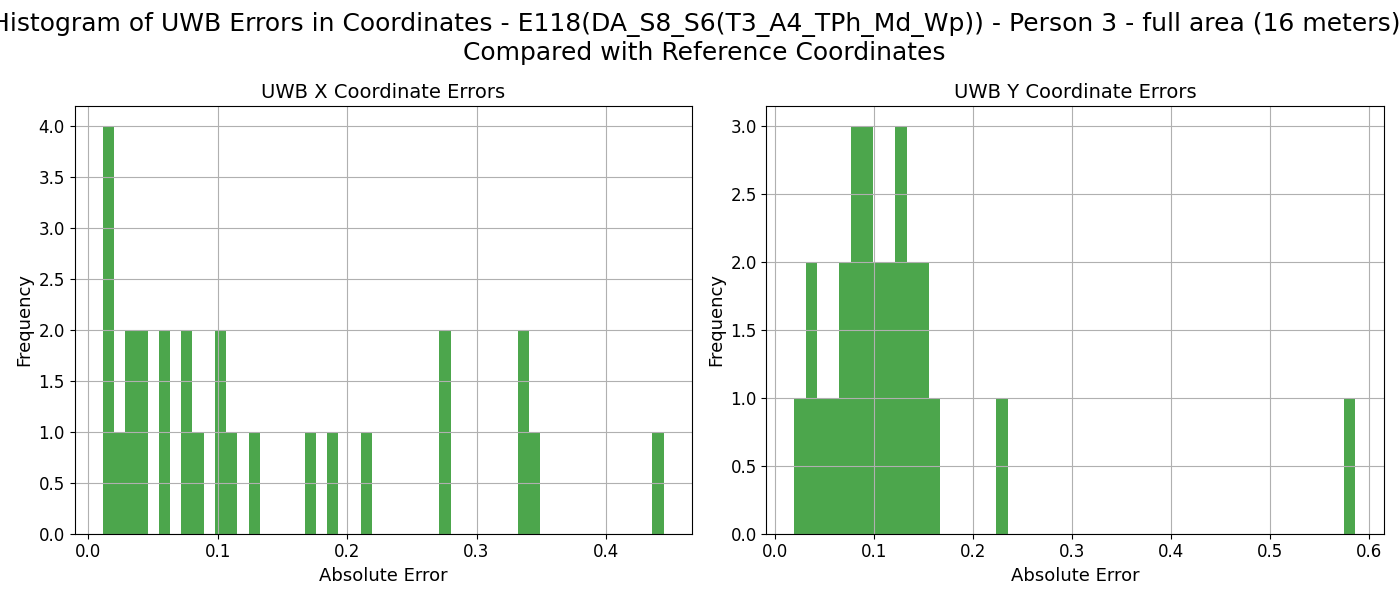 Histogram of UWB Errors in Coordinates - E118(DA_S8_S6(T3_A4_TPh_Md_Wp)) - Person 3 - full area (16 meters)
Compared with Reference Coordinates
UWB X Coordinate Errors
Frequency
4.0
3.5
3.0
2.5
2.0
1.5
1.0
0.5
0.0
0.0 0.1 0.2 0.3 0.4
Absolute Error
UWB Y Coordinate Errors
Frequency
3.0
2.5
2.0
1.5
1.0
0.5
0.0
0.0 0.1 0.2 0.3 0.4 0.5 0.6
Absolute Error